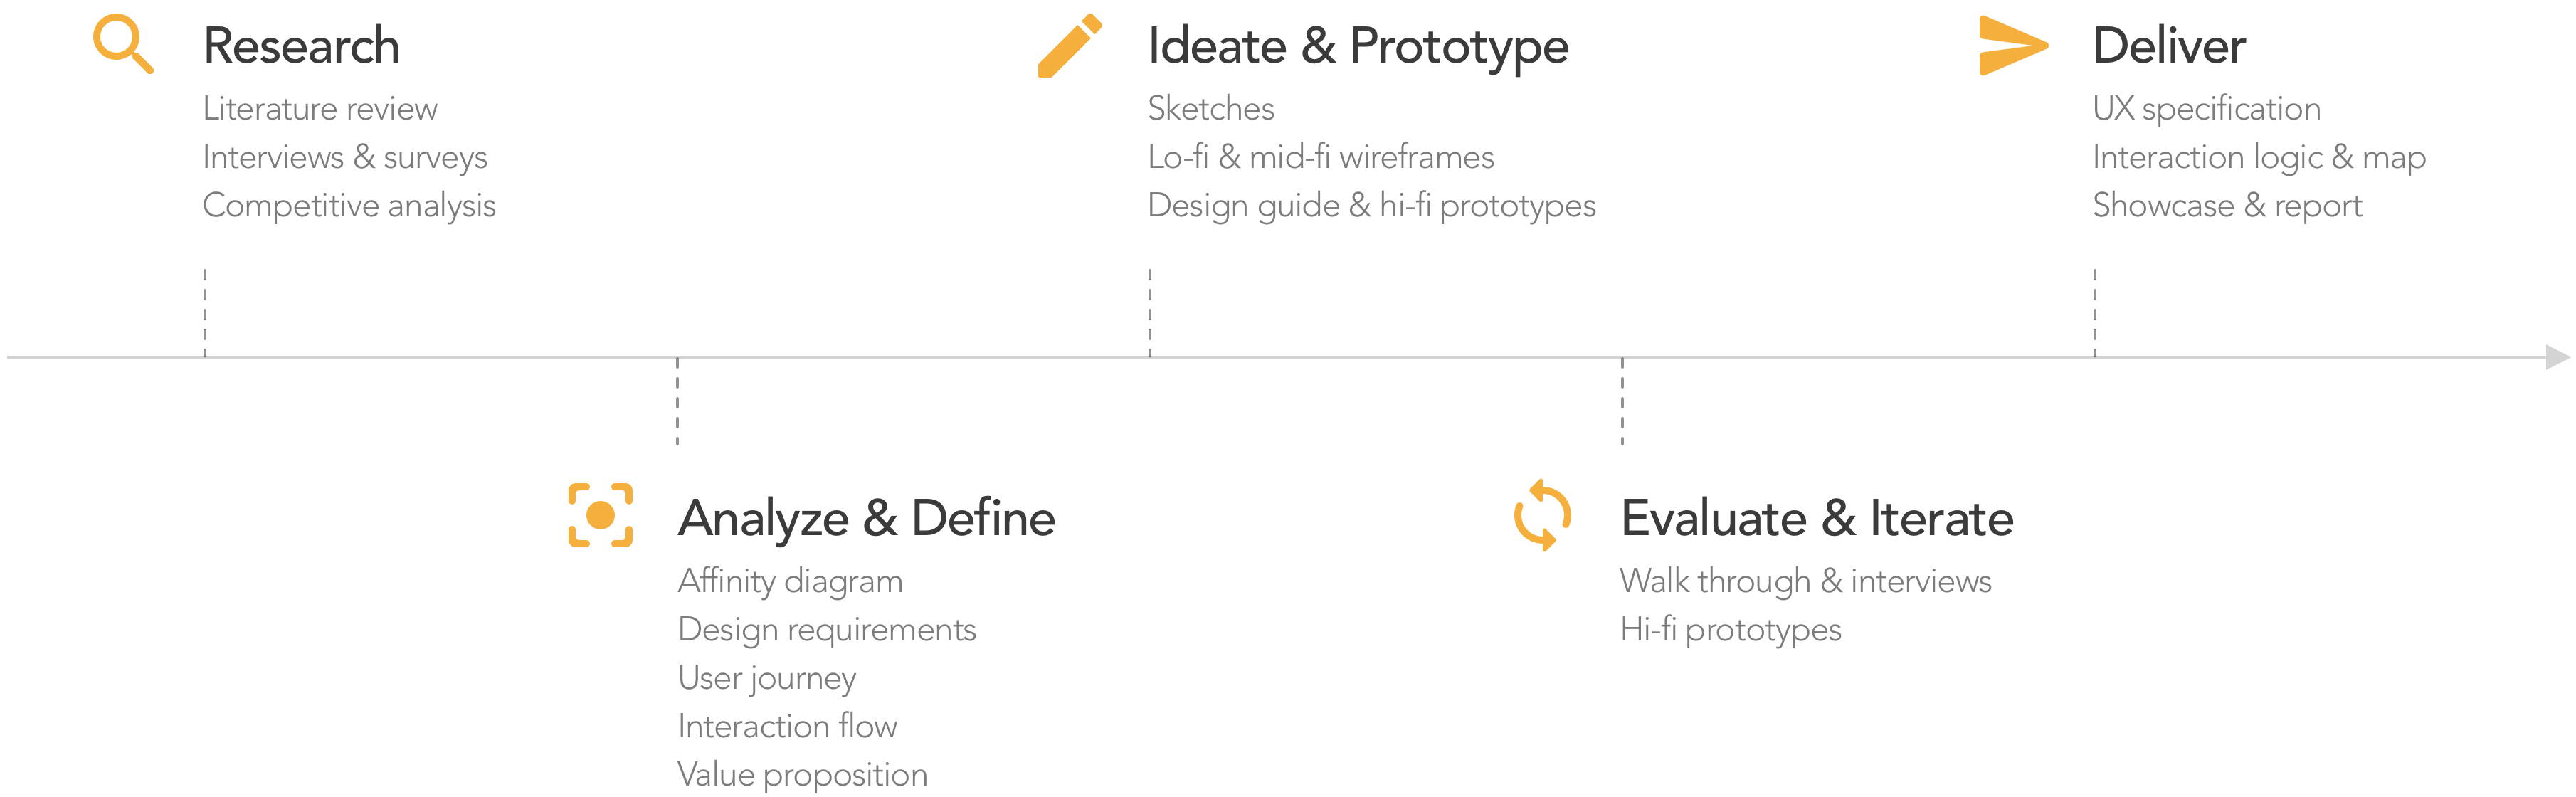 Research
Literature review
Interviews & surveys
Competitive analysis
Ideate & Prototype
Sketches
Lo-fi & mid-fi wireframes
Design guide & hi-fi prototypes
Deliver
UX specification
Interaction logic & map
Showcase & report
Analyze & Define
Affinity diagram
Design requirements
User journey
Interaction flow
Value proposition
Evaluate & Iterate
Walk through & interviews
Hi-fi prototypes